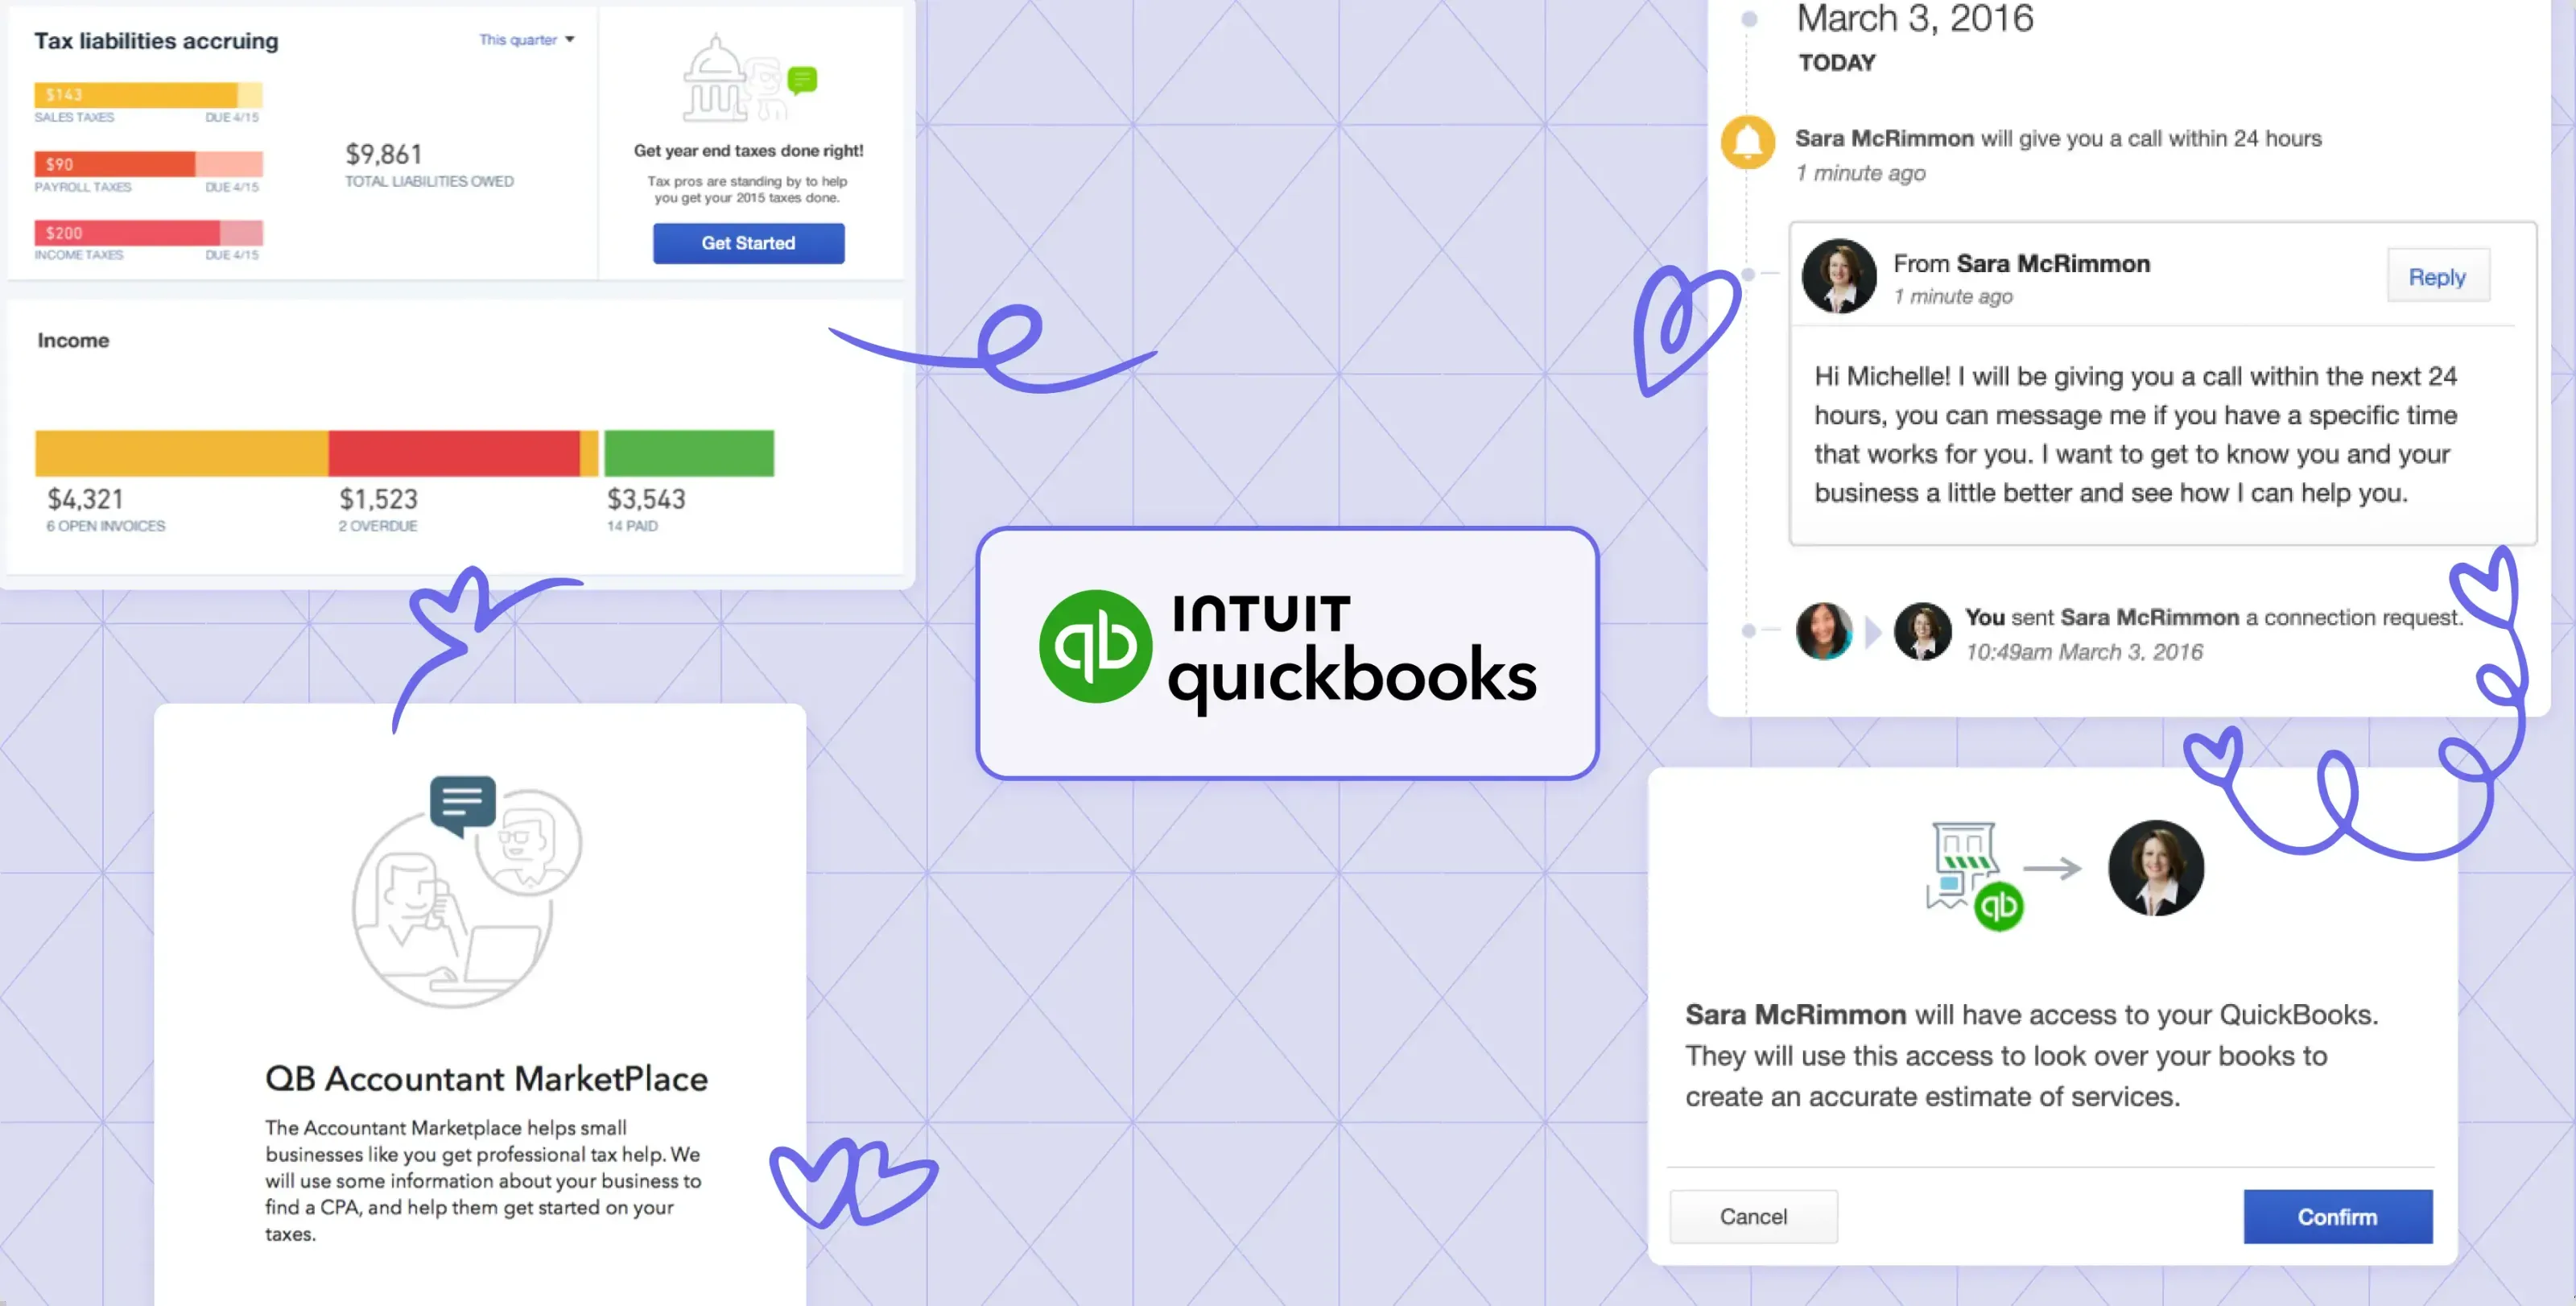 Tax liabilities accruing
This quarter
$143
SALES TAXES DUE 4/15
$90
PAYROLL TAXES DUE 4/15
$200
INCOME TAXES DUE 4/15
$9,861
TOTAL LIABILITIES OWED
Get year end taxes done right!
Tax pros are standing by to help
you get your 2015 taxes done.
Get Started
Income
$4,321
6 OPEN INVOICES
$1,523
2 OVERDUE
$3,543
14 PAID
QB Accountant MarketPlace
The Accountant Marketplace helps small
businesses like you get professional tax help. We
will use some information about your business to
find a CPA, and help them get started on your
taxes.
qb INTUIT
quickbooks
March 3, 2016
TODAY
Sara McRimmon will give you a call within 24 hours
1 minute ago
From Sara McRimmon
1 minute ago
Reply
Hi Michelle! I will be giving you a call within the next 24
hours, you can message me if you have a specific time
that works for you. I want to get to know you and your
business a little better and see how I can help you.
You sent Sara McRimmon a connection request.
10:49am March 3, 2016
qb
Sara McRimmon will have access to your QuickBooks.
They will use this access to look over your books to
create an accurate estimate of services.
Cancel
Confirm